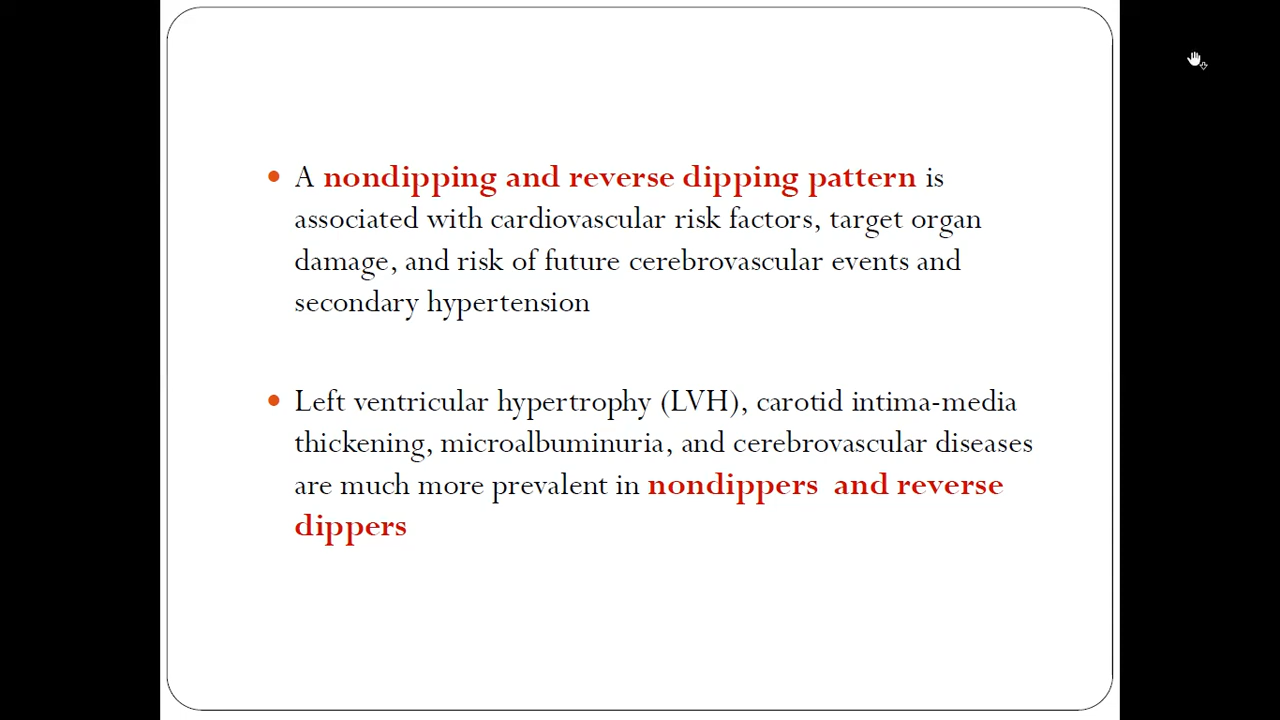 A nondipping and reverse dipping pattern is
associated with cardiovascular risk factors, target organ
damage, and risk of future cerebrovascular events and
secondary hypertension
Left ventricular hypertrophy (LVH), carotid intima-media
thickening, microalbuminuria, and cerebrovascular diseases
are much more prevalent in nondippers and reverse
dippers